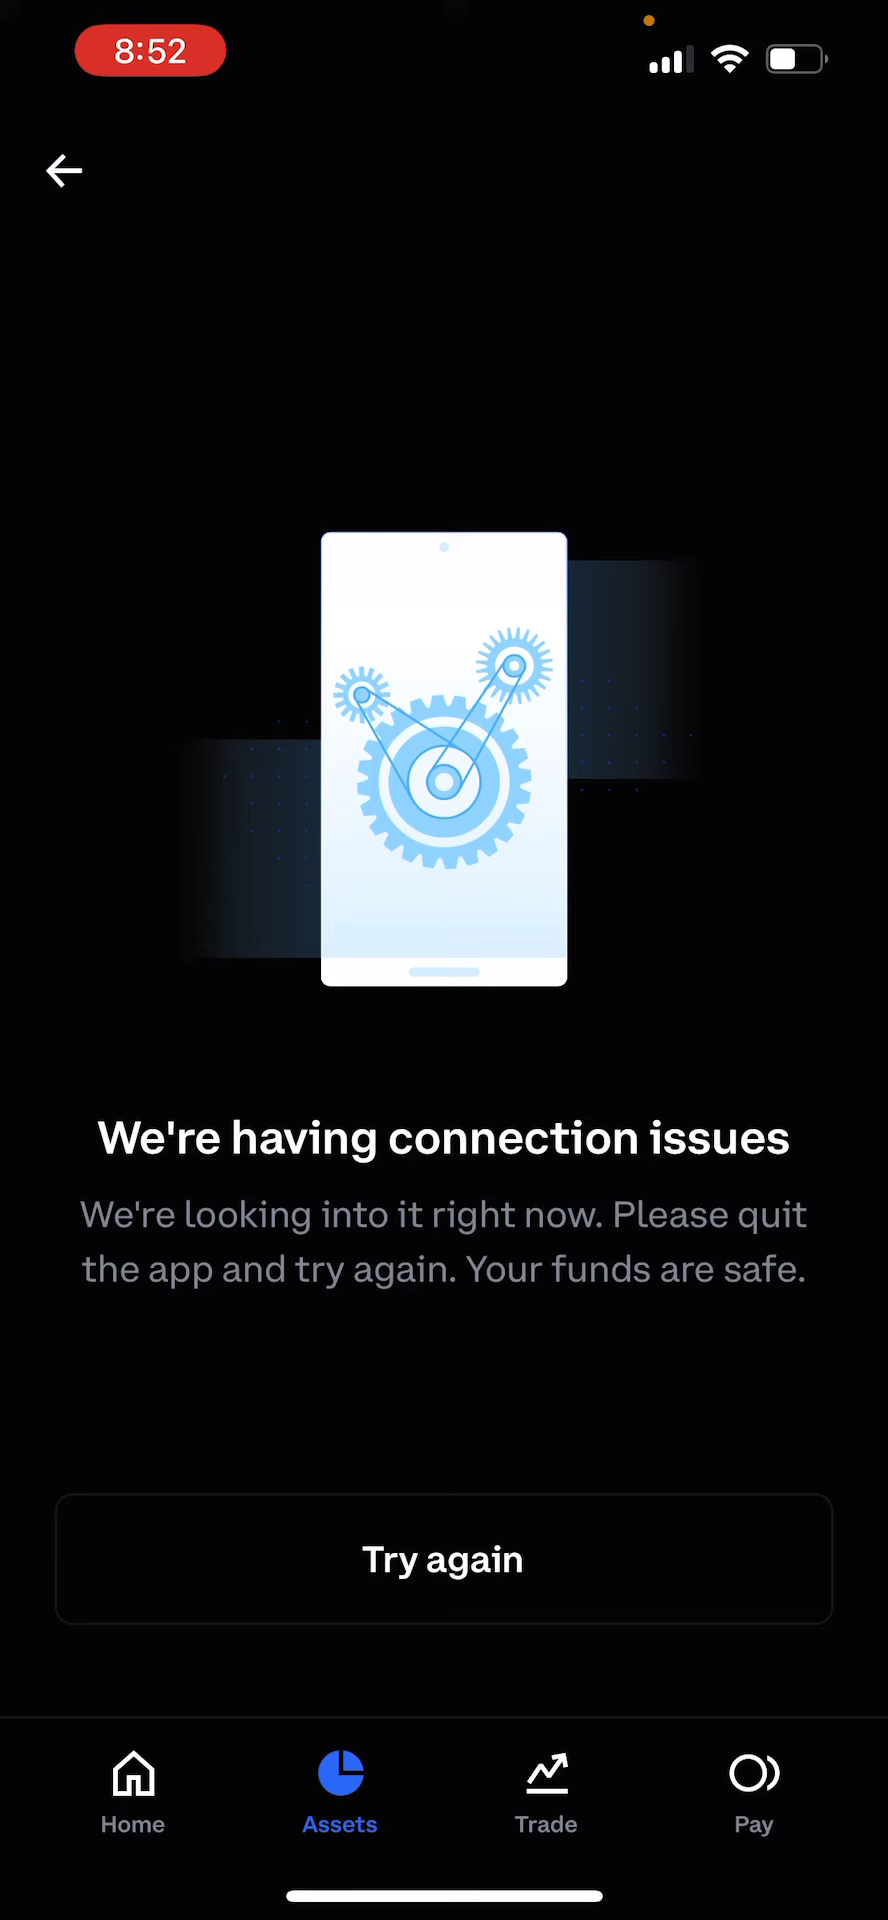 8:52
We're having connection issues
We're looking into it right now. Please quit
the app and try again. Your funds are safe.
Try again
Home
Assets
Trade
Pay